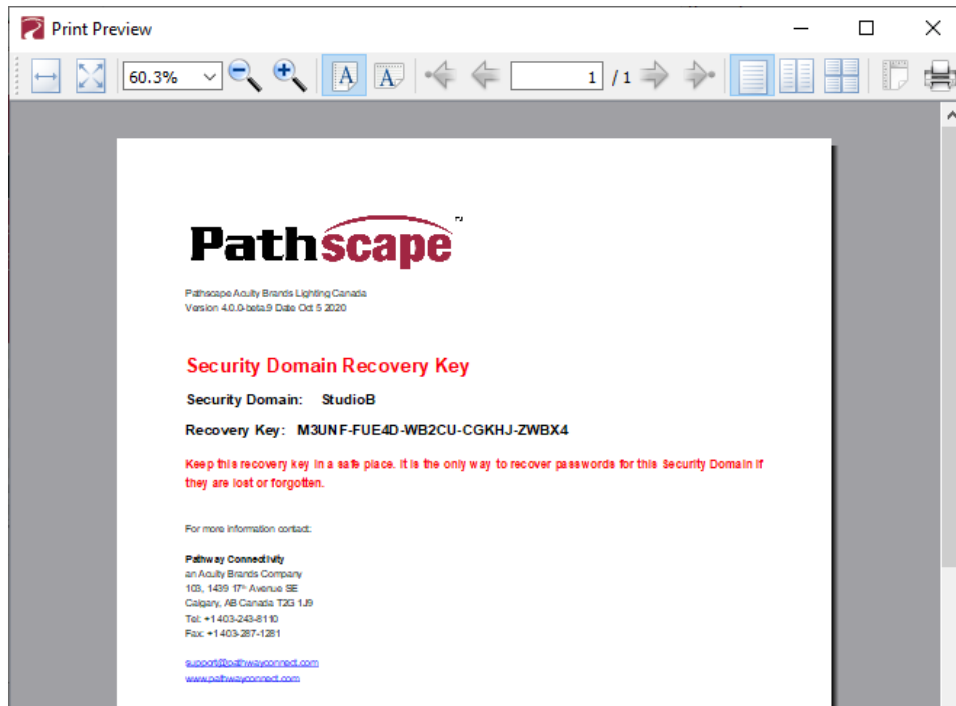 Print Preview
60.3%
A
A
1 / 1
Pathscape
Pathscape Acuity Brands Lighting Canada
Version 4.0.0-beta.9 Date Oct 5 2020
Security Domain Recovery Key
Security Domain: StudioB
Recovery Key: M3UNF-FUE4D-WB2CU-CGKHJ-ZWBX4
Keep this recovery key in a safe place. It is the only way to recover passwords for this Security Domain if
they are lost or forgotten.
For more information contact:
Pathway Connectivity
an Acuity Brands Company
103, 1439 17th Avenue SE
Calgary, AB Canada T2G 1J9
Tel: +1 403-243-8110
Fax: +1 403-287-1281
support@pathwayconnect.com
www.pathwayconnect.com